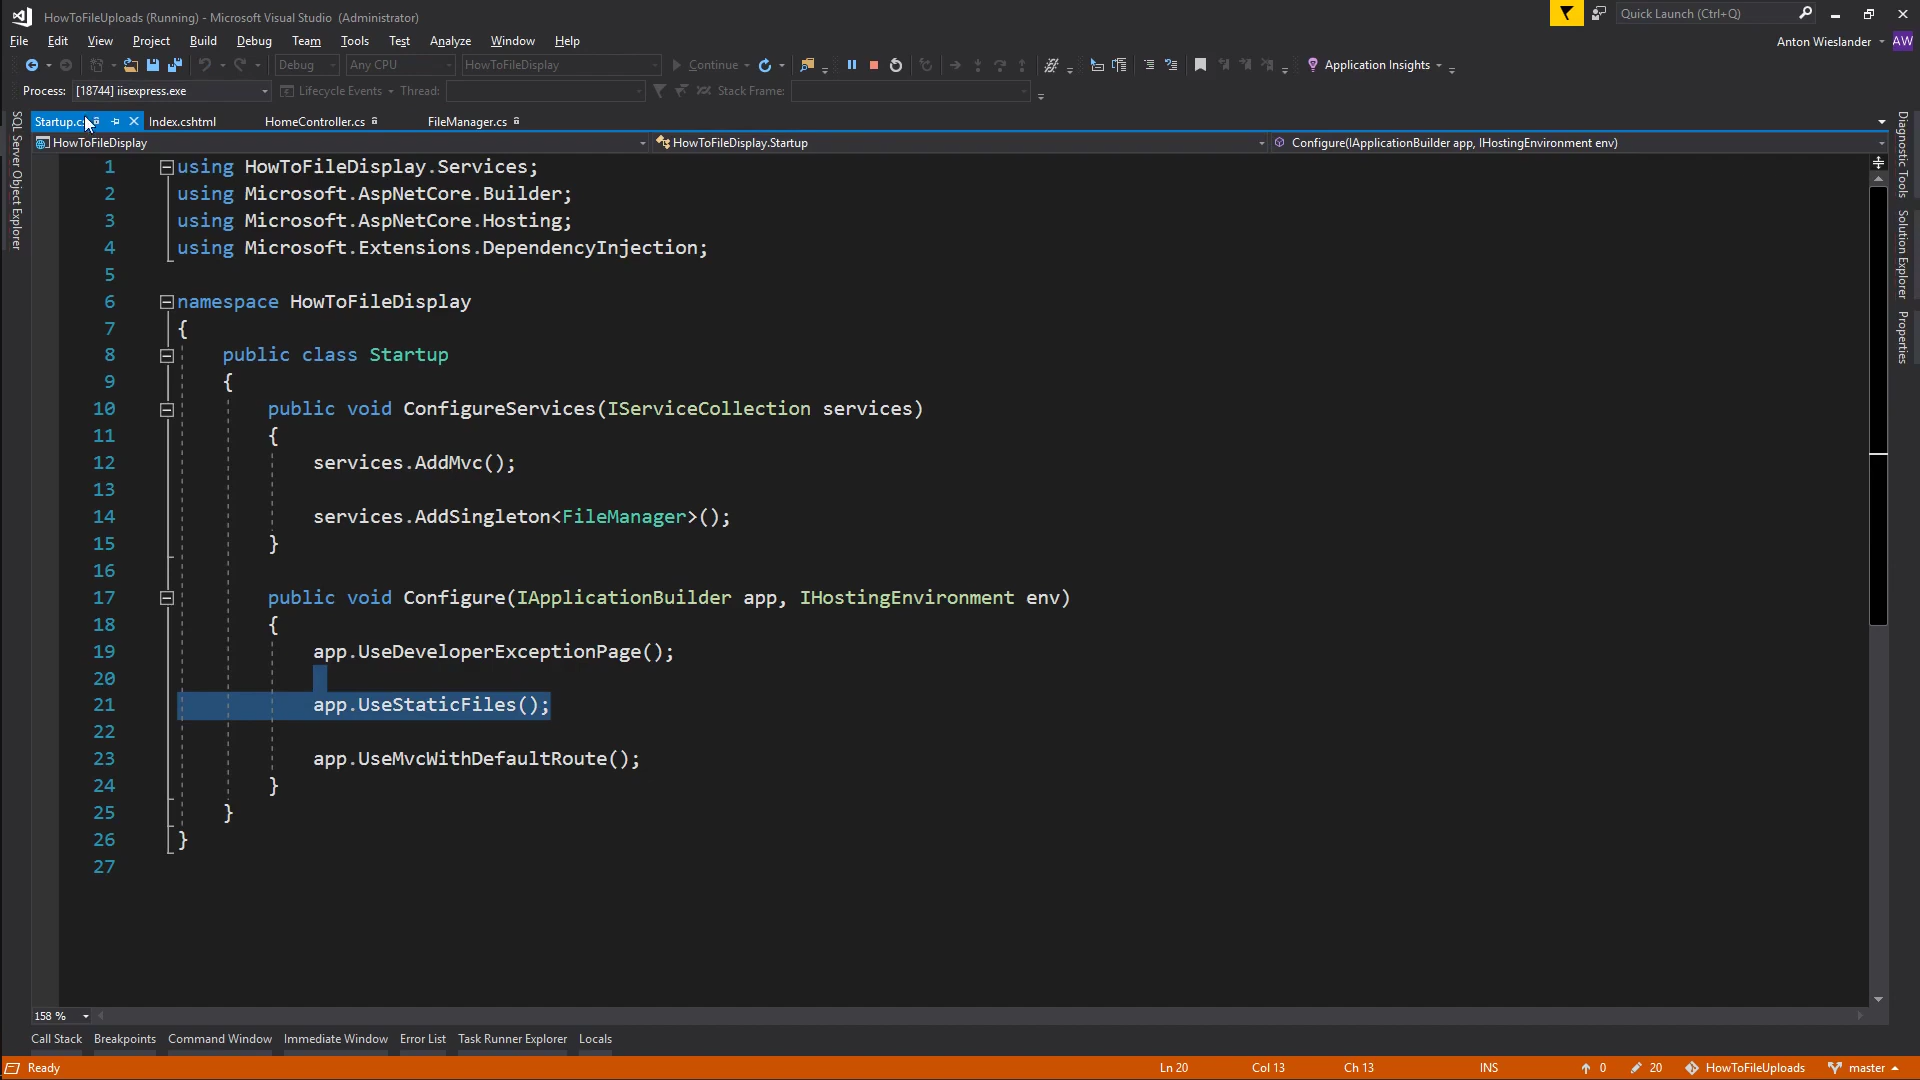 HowToFileUploads (Running) - Microsoft Visual Studio (Administrator)
Quick Launch (Ctrl+Q)
File Edit View Project Build Debug Team Tools Test Analyze Window Help
Anton Wieslander AW
Debug Any CPU HowToFileDisplay Continue Application Insights
Process: [18744] iisexpress.exe Lifecycle Events Thread: Stack Frame:
Startup.cs Index.cshtml HomeController.cs FileManager.cs
HowToFileDisplay HowToFileDisplay.Startup Configure(IApplicationBuilder app, IHostingEnvironment env)
SQL Server Object Explorer
Diagnostic Tools
Solution Explorer
Properties
1 using HowToFileDisplay.Services;
2 using Microsoft.AspNetCore.Builder;
3 using Microsoft.AspNetCore.Hosting;
4 using Microsoft.Extensions.DependencyInjection;
5
6 namespace HowToFileDisplay
7 {
8 public class Startup
9 {
10 public void ConfigureServices(IServiceCollection services)
11 {
12 services.AddMvc();
13
14 services.AddSingleton<FileManager>();
15 }
16
17 public void Configure(IApplicationBuilder app, IHostingEnvironment env)
18 {
19 app.UseDeveloperExceptionPage();
20
21 app.UseStaticFiles();
22
23 app.UseMvcWithDefaultRoute();
24 }
25 }
26 }
27
158 %
Call Stack Breakpoints Command Window Immediate Window Error List Task Runner Explorer Locals
Ready Ln 20 Col 13 Ch 13 INS 0 20 HowToFileUploads master